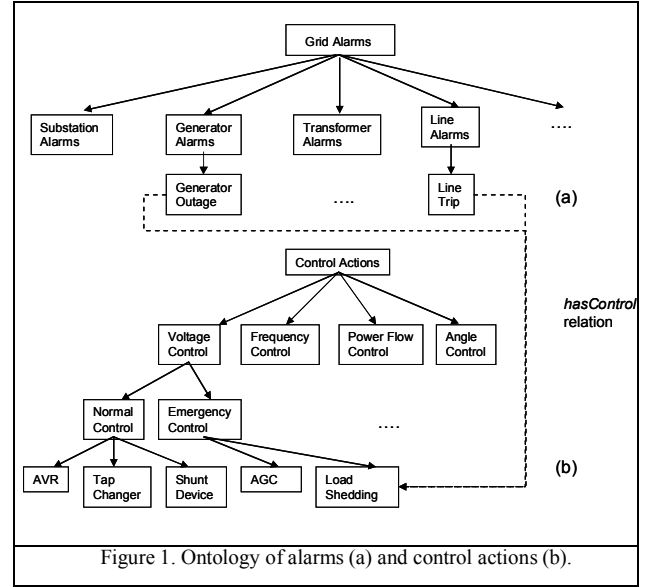 Grid Alarms
Substation
Alarms
Generator
Alarms
Transformer
Alarms
Line
Alarms
....
Generator
Outage
....
Line
Trip
(a)
Control Actions
hasControl
relation
Voltage
Control
Frequency
Control
Power Flow
Control
Angle
Control
Normal
Control
Emergency
Control
....
AVR
Tap
Changer
Shunt
Device
AGC
Load
Shedding
(b)
Figure 1. Ontology of alarms (a) and control actions (b).